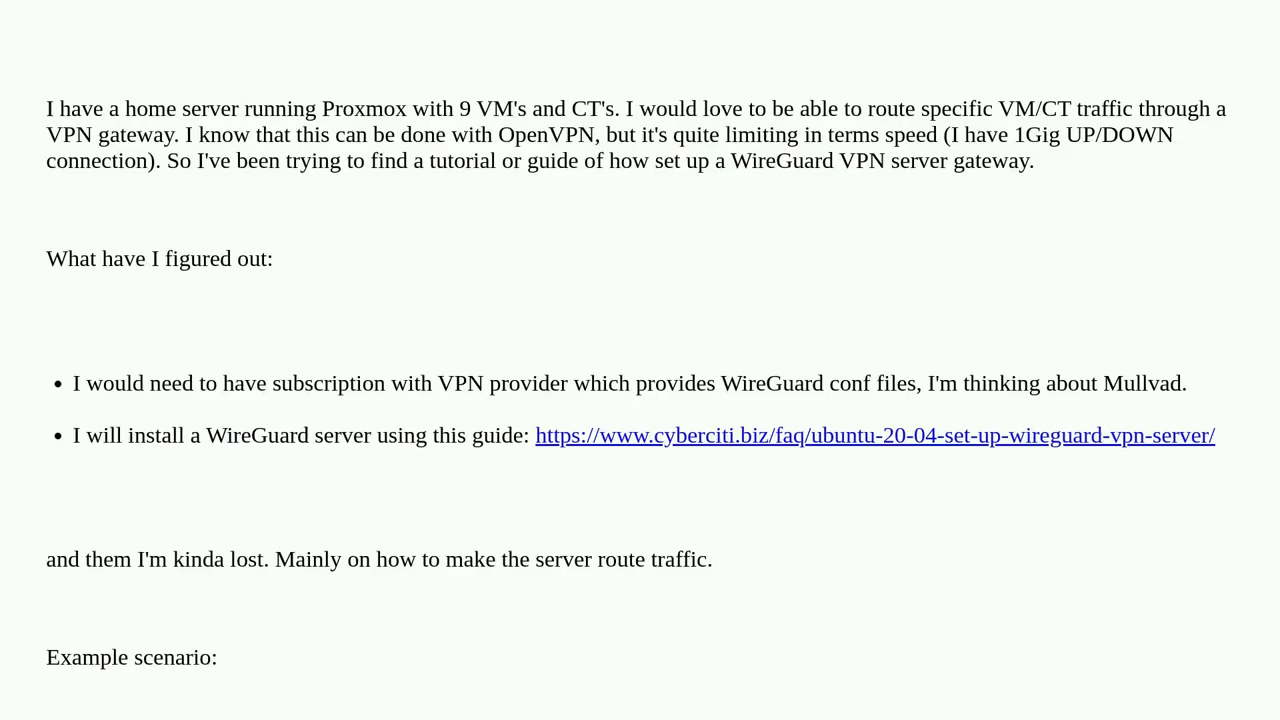 I have a home server running Proxmox with 9 VM's and CT's. I would love to be able to route specific VM/CT traffic through a
VPN gateway. I know that this can be done with OpenVPN, but it's quite limiting in terms speed (I have 1Gig UP/DOWN
connection). So I've been trying to find a tutorial or guide of how set up a WireGuard VPN server gateway.
What have I figured out:
• I would need to have subscription with VPN provider which provides WireGuard conf files, I'm thinking about Mullvad.
• I will install a WireGuard server using this guide: https://www.cyberciti.biz/faq/ubuntu-20-04-set-up-wireguard-vpn-server/
and them I'm kinda lost. Mainly on how to make the server route traffic.
Example scenario: